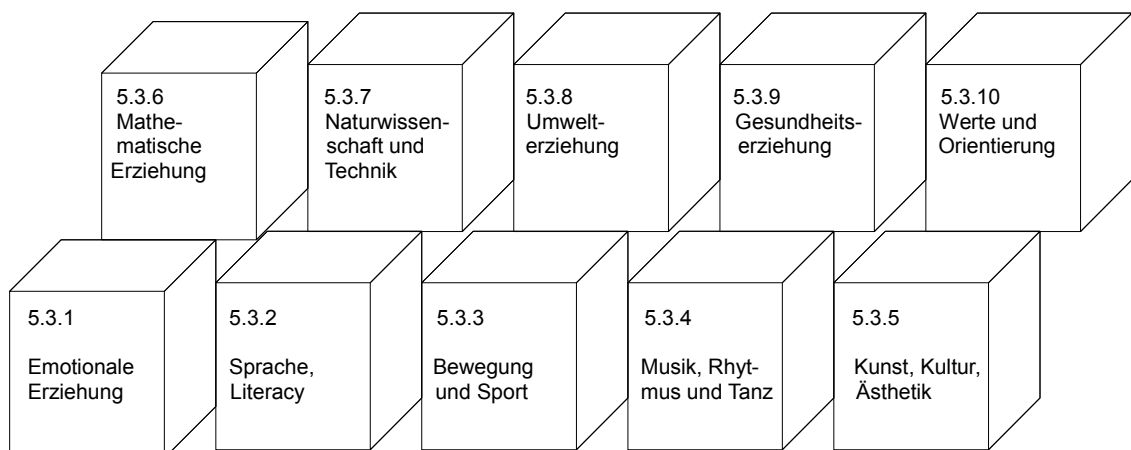 5.3.6
Mathe-
matische
Erziehung
5.3.7
Naturwissen-
schaft und
Technik
5.3.8
Umwelt-
erziehung
5.3.9
Gesundheits-
erziehung
5.3.10
Werte und
Orientierung
5.3.1
Emotionale
Erziehung
5.3.2
Sprache,
Literacy
5.3.3
Bewegung
und Sport
5.3.4
Musik, Rhyt-
mus und Tanz
5.3.5
Kunst, Kultur,
Ästhetik